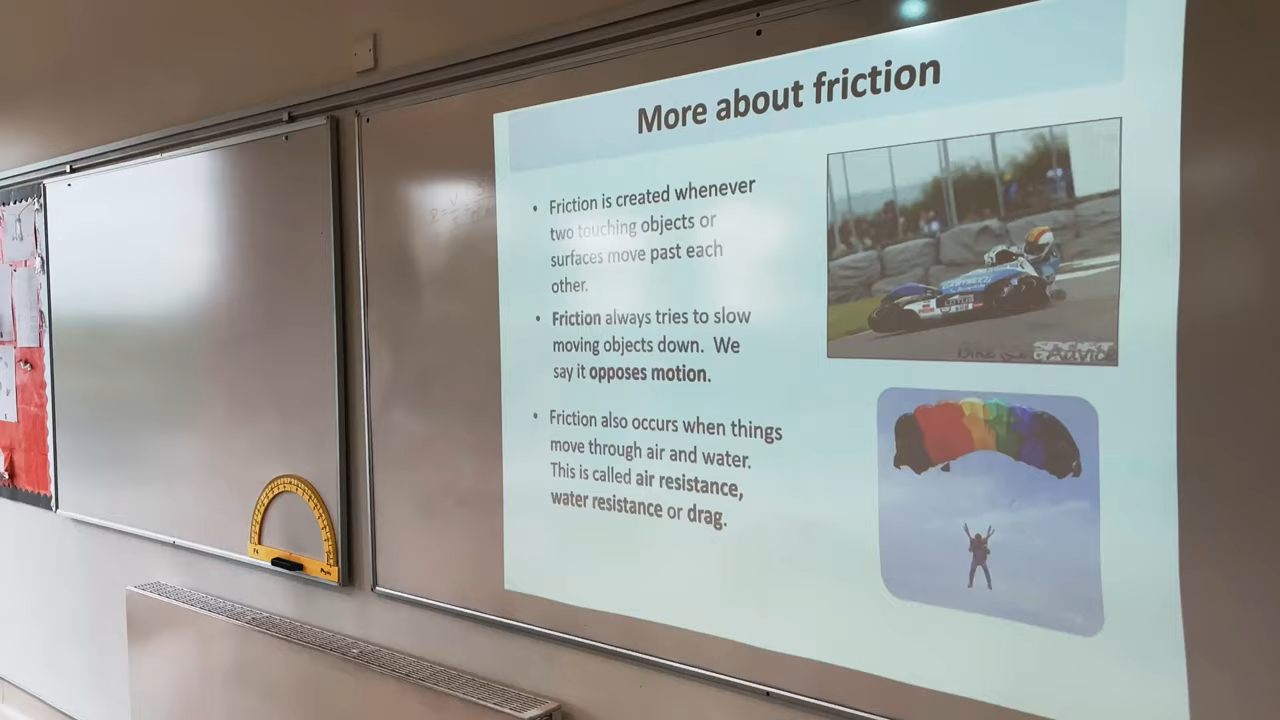 More about friction
• Friction is created whenever
two touching objects or
surfaces move past each
other.
• Friction always tries to slow
moving objects down. We
say it opposes motion.
• Friction also occurs when things
move through air and water.
This is called air resistance,
water resistance or drag.